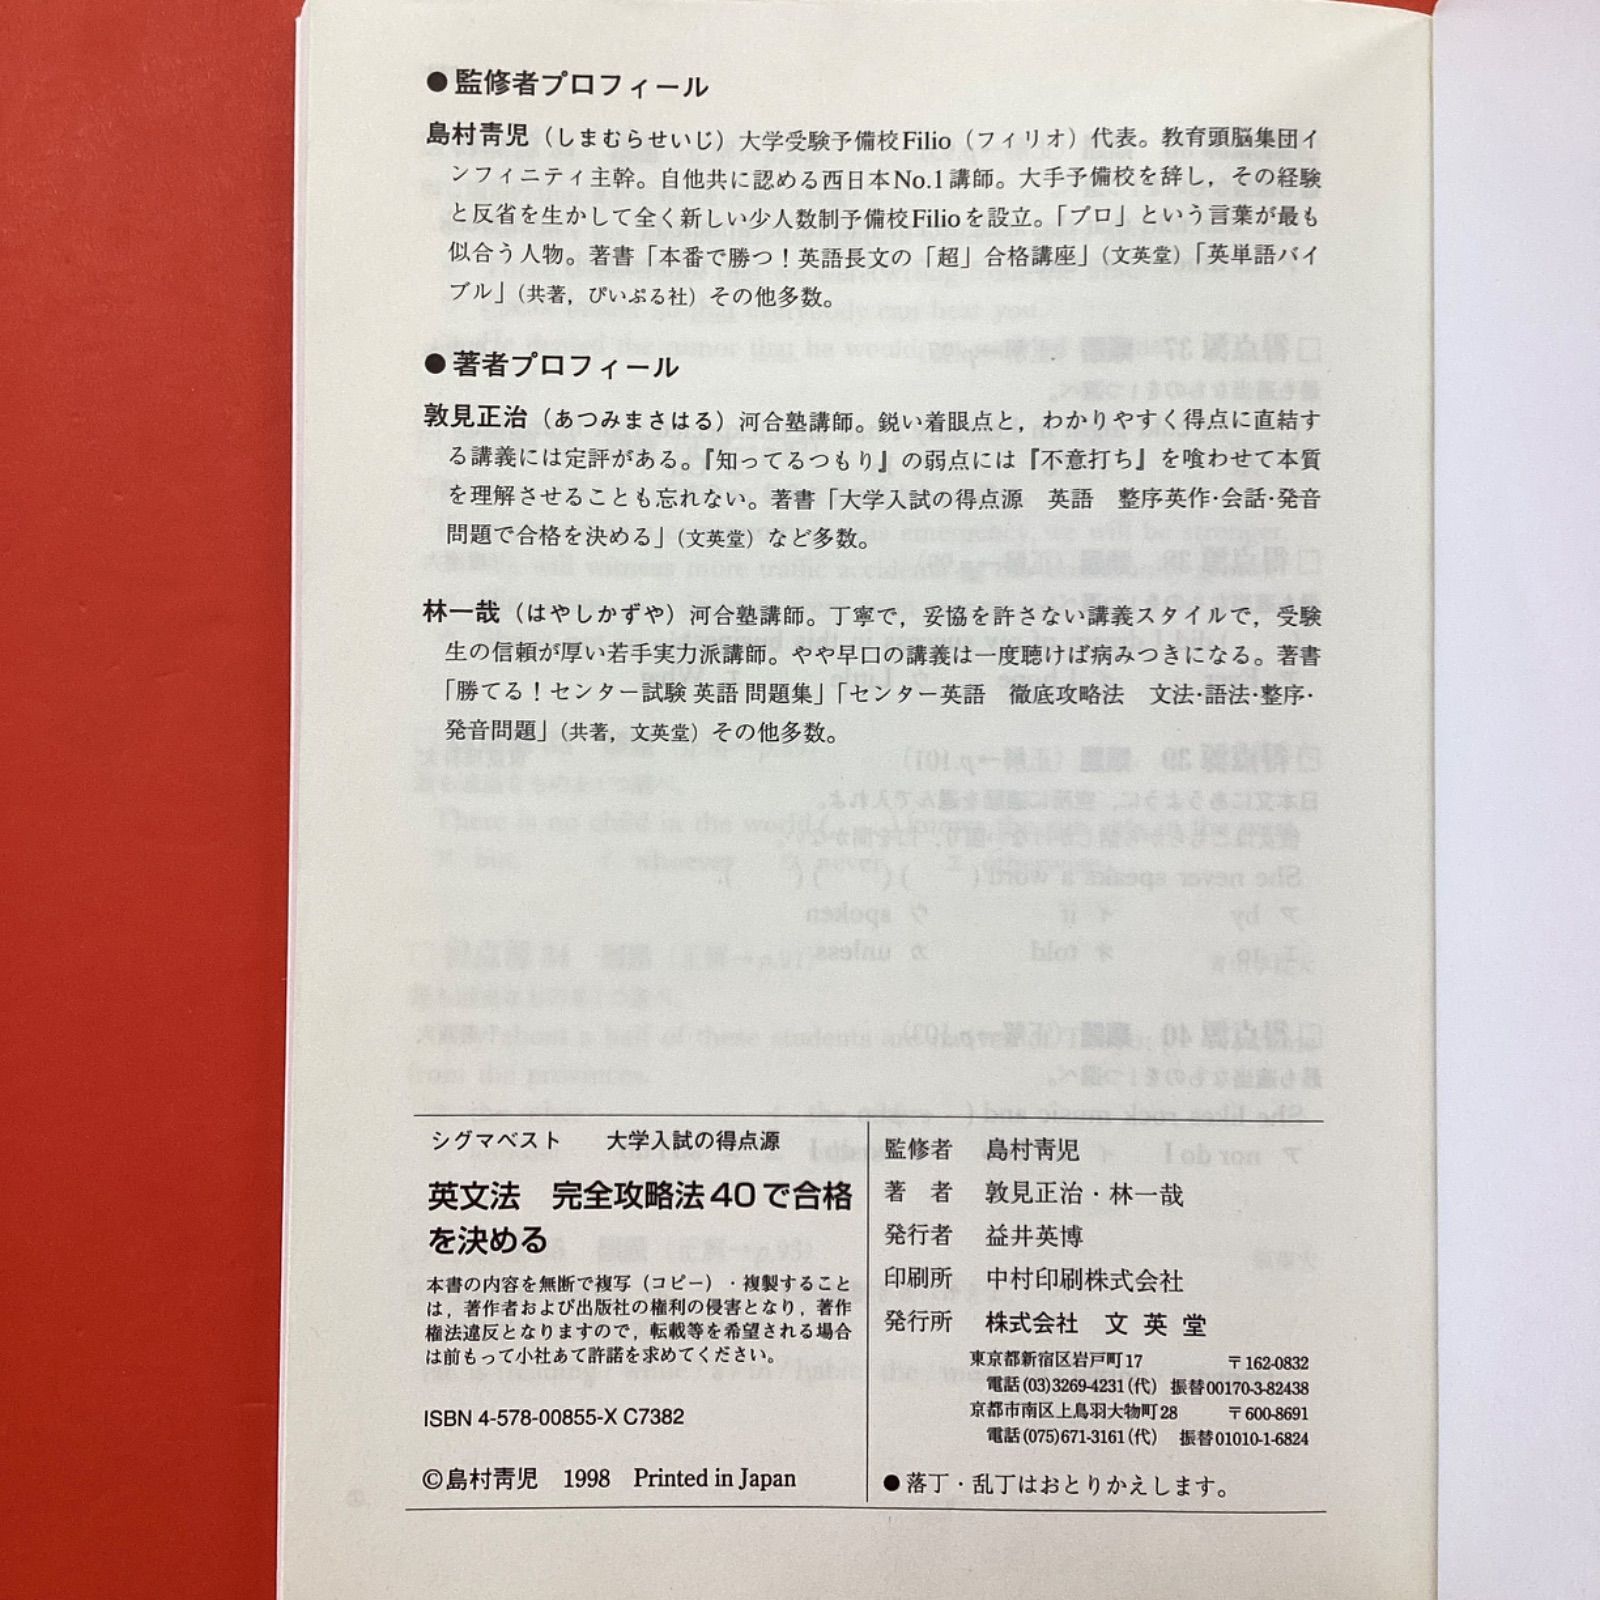 ●監修者プロフィール
島村靑児（しまむらせいじ）大学受験予備校Filio（フィリオ）代表。教育頭脳集団イ
ンフィニティ主幹。自他共に認める西日本No.1講師。大手予備校を辞し，その経験
と反省を生かして全く新しい少人数制予備校Filioを設立。「プロ」という言葉が最も
似合う人物。著書「本番で勝つ！英語長文の「超」合格講座」（文英堂）「英単語バイ
ブル」（共著，ぴいぷる社）その他多数。
●著者プロフィール
敦見正治（あつみまさはる）河合塾講師。鋭い着眼点と，わかりやすく得点に直結す
る講義には定評がある。『知ってるつもり』の弱点には『不意打ち』を喰わせて本質
を理解させることも忘れない。著書「大学入試の得点源　英語　整序英作・会話・発音
問題で合格を決める」（文英堂）など多数。
林一哉（はやしかずや）河合塾講師。丁寧で，妥協を許さない講義スタイルで，受験
生の信頼が厚い若手実力派講師。やや早口の講義は一度聴けば病みつきになる。著書
「勝てる！センター試験 英語 問題集」「センター英語　徹底攻略法　文法・語法・整序・
発音問題」（共著，文英堂）その他多数。
シグマベスト　大学入試の得点源
英文法　完全攻略法40で合格
を決める
本書の内容を無断で複写（コピー）・複製すること
は，著作者および出版社の権利の侵害となり，著作
権法違反となりますので，転載等を希望される場合
は前もって小社あて許諾を求めてください。
ISBN 4-578-00855-X C7382
©島村靑児　1998　Printed in Japan
監修者　島村靑児
著　者　敦見正治・林一哉
発行者　益井英博
印刷所　中村印刷株式会社
発行所　株式会社　文英堂
東京都新宿区岩戸町17　〒162-0832
電話(03)3269-4231(代)　振替00170-3-82438
京都市南区上鳥羽大物町28　〒600-8691
電話(075)671-3161(代)　振替01010-1-6824
●落丁・乱丁はおとりかえします。